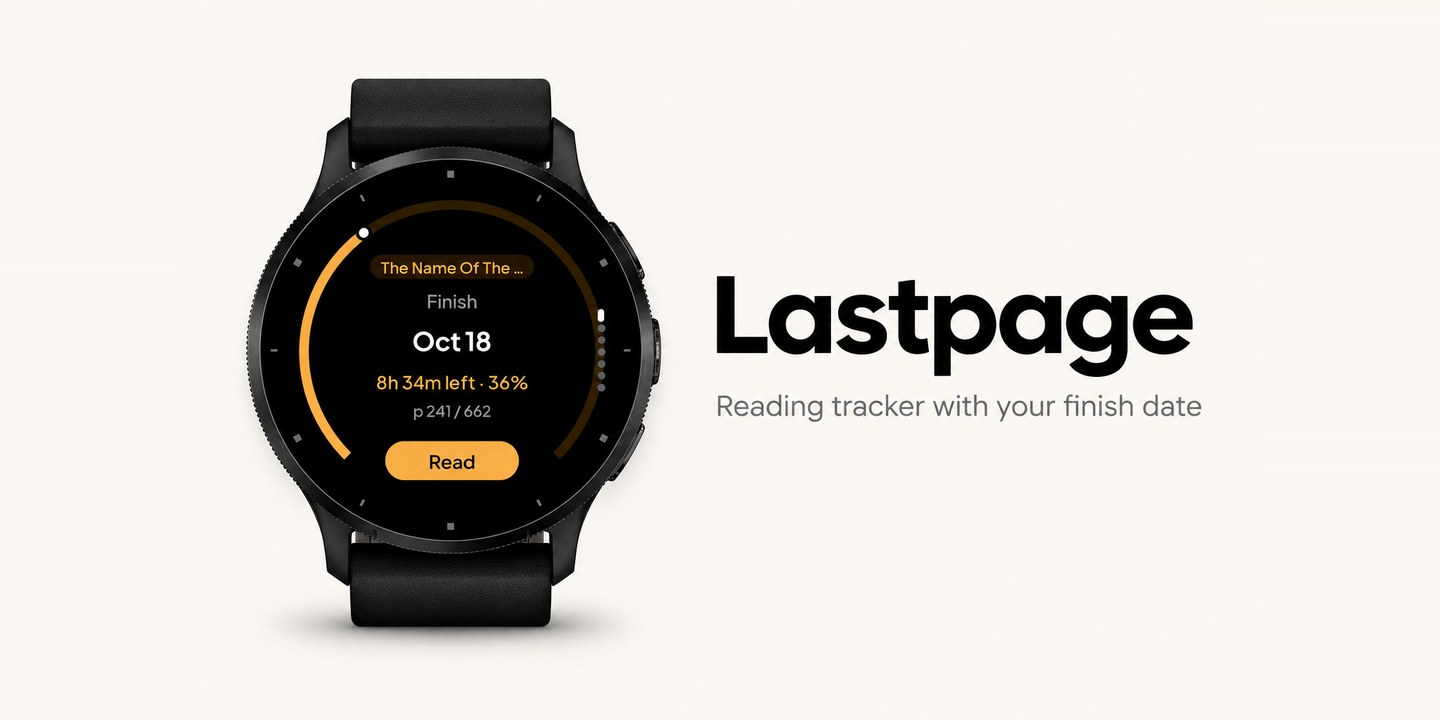 The Name Of The ...
Finish
Oct 18
8h 34m left · 36%
p 241 / 662
Read
Lastpage
Reading tracker with your finish date